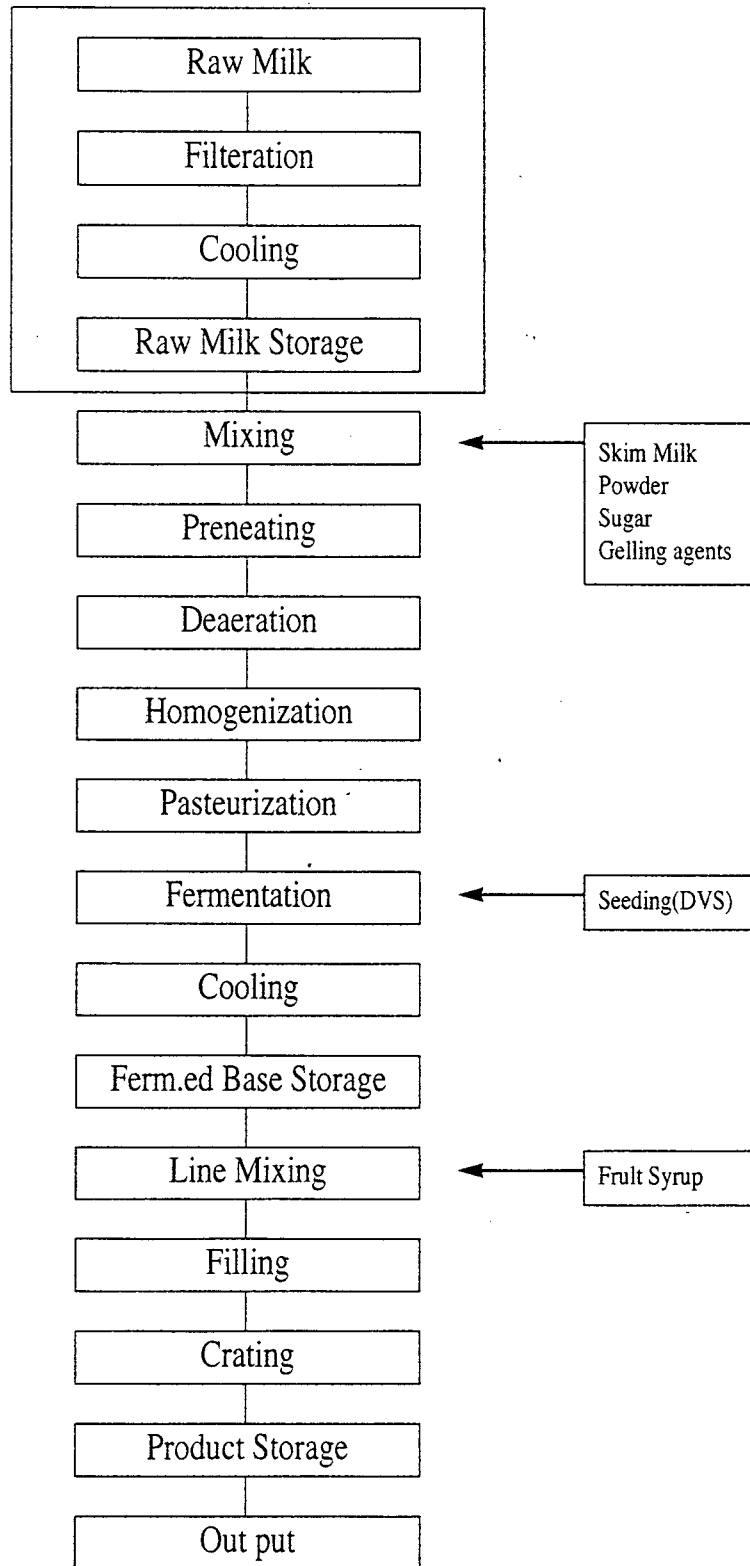 Raw Milk
Filteration
Cooling
Raw Milk Storage
Mixing
Skim Milk
Powder
Sugar
Gelling agents
Preneating
Deaeration
Homogenization
Pasteurization
Fermentation
Seeding(DVS)
Cooling
Ferm.ed Base Storage
Line Mixing
Frult Syrup
Filling
Crating
Product Storage
Out put